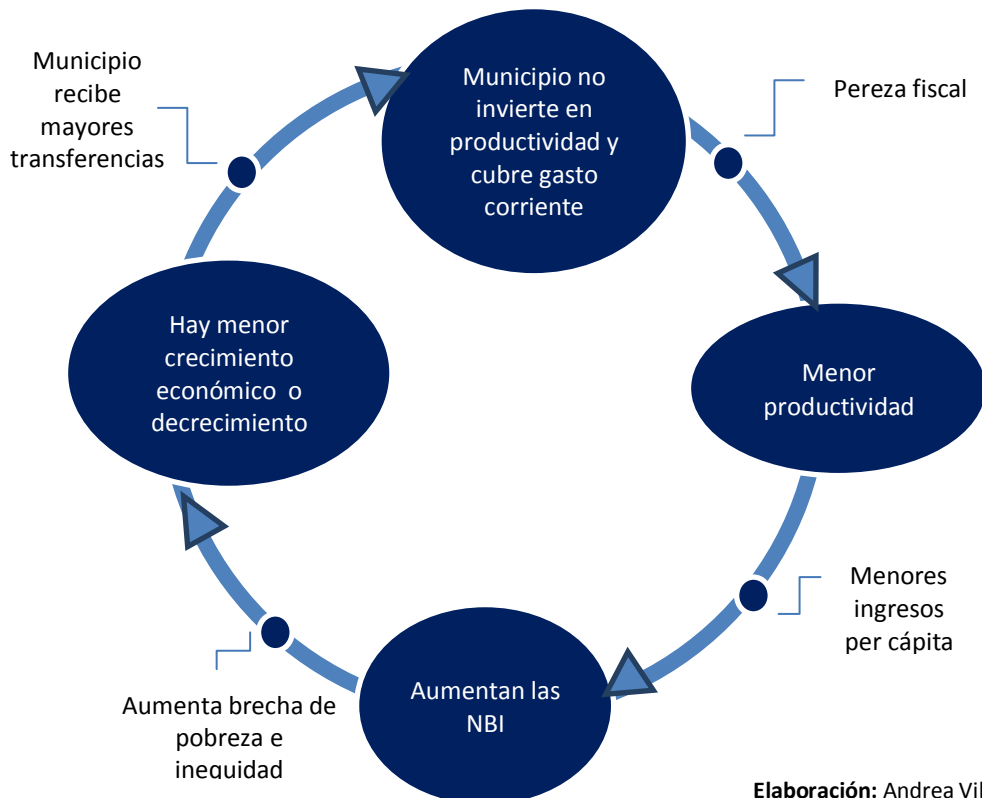 Municipio
recibe
mayores
transferencias
Municipio no
invierte en
productividad y
cubre gasto
corriente
Pereza fiscal
Menor
productividad
Menores
ingresos
per cápita
Aumentan las
NBI
Aumenta brecha de
pobreza e
inequidad
Hay menor
crecimiento
económico o
decrecimiento
Elaboración: Andrea